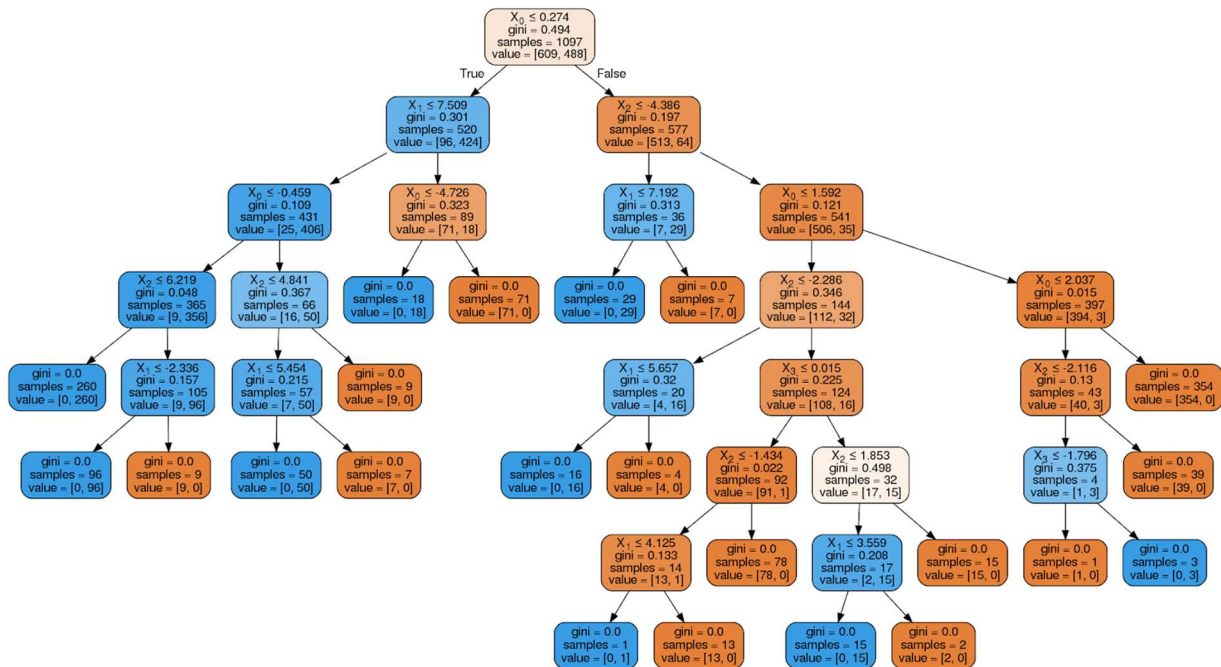 X0 ≤ 0.274
gini = 0.494
samples = 1097
value = [609, 488]
True
False
X1 ≤ 7.509
gini = 0.301
samples = 520
value = [96, 424]
X2 ≤ -4.386
gini = 0.197
samples = 577
value = [513, 64]
X0 ≤ -0.459
gini = 0.109
samples = 431
value = [25, 406]
X0 ≤ -4.726
gini = 0.323
samples = 89
value = [71, 18]
X1 ≤ 7.192
gini = 0.313
samples = 36
value = [7, 29]
X0 ≤ 1.592
gini = 0.121
samples = 541
value = [506, 35]
X2 ≤ 6.219
gini = 0.048
samples = 365
value = [9, 356]
X2 ≤ 4.841
gini = 0.367
samples = 66
value = [16, 50]
gini = 0.0
samples = 18
value = [0, 18]
gini = 0.0
samples = 71
value = [71, 0]
gini = 0.0
samples = 29
value = [0, 29]
gini = 0.0
samples = 7
value = [7, 0]
X2 ≤ -2.286
gini = 0.346
samples = 144
value = [112, 32]
X0 ≤ 2.037
gini = 0.015
samples = 397
value = [394, 3]
gini = 0.0
samples = 260
value = [0, 260]
X1 ≤ -2.336
gini = 0.157
samples = 105
value = [9, 96]
X1 ≤ 5.454
gini = 0.215
samples = 57
value = [7, 50]
gini = 0.0
samples = 9
value = [9, 0]
X1 ≤ 5.657
gini = 0.32
samples = 20
value = [4, 16]
X3 ≤ 0.015
gini = 0.225
samples = 124
value = [108, 16]
X2 ≤ -2.116
gini = 0.13
samples = 43
value = [40, 3]
gini = 0.0
samples = 354
value = [354, 0]
gini = 0.0
samples = 96
value = [0, 96]
gini = 0.0
samples = 9
value = [9, 0]
gini = 0.0
samples = 50
value = [0, 50]
gini = 0.0
samples = 7
value = [7, 0]
gini = 0.0
samples = 16
value = [0, 16]
gini = 0.0
samples = 4
value = [4, 0]
X2 ≤ -1.434
gini = 0.022
samples = 92
value = [91, 1]
X2 ≤ 1.853
gini = 0.498
samples = 32
value = [17, 15]
X3 ≤ -1.796
gini = 0.375
samples = 4
value = [1, 3]
gini = 0.0
samples = 39
value = [39, 0]
X1 ≤ 4.125
gini = 0.133
samples = 14
value = [13, 1]
gini = 0.0
samples = 78
value = [78, 0]
X1 ≤ 3.559
gini = 0.208
samples = 17
value = [2, 15]
gini = 0.0
samples = 15
value = [15, 0]
gini = 0.0
samples = 1
value = [1, 0]
gini = 0.0
samples = 3
value = [0, 3]
gini = 0.0
samples = 1
value = [0, 1]
gini = 0.0
samples = 13
value = [13, 0]
gini = 0.0
samples = 15
value = [0, 15]
gini = 0.0
samples = 2
value = [2, 0]